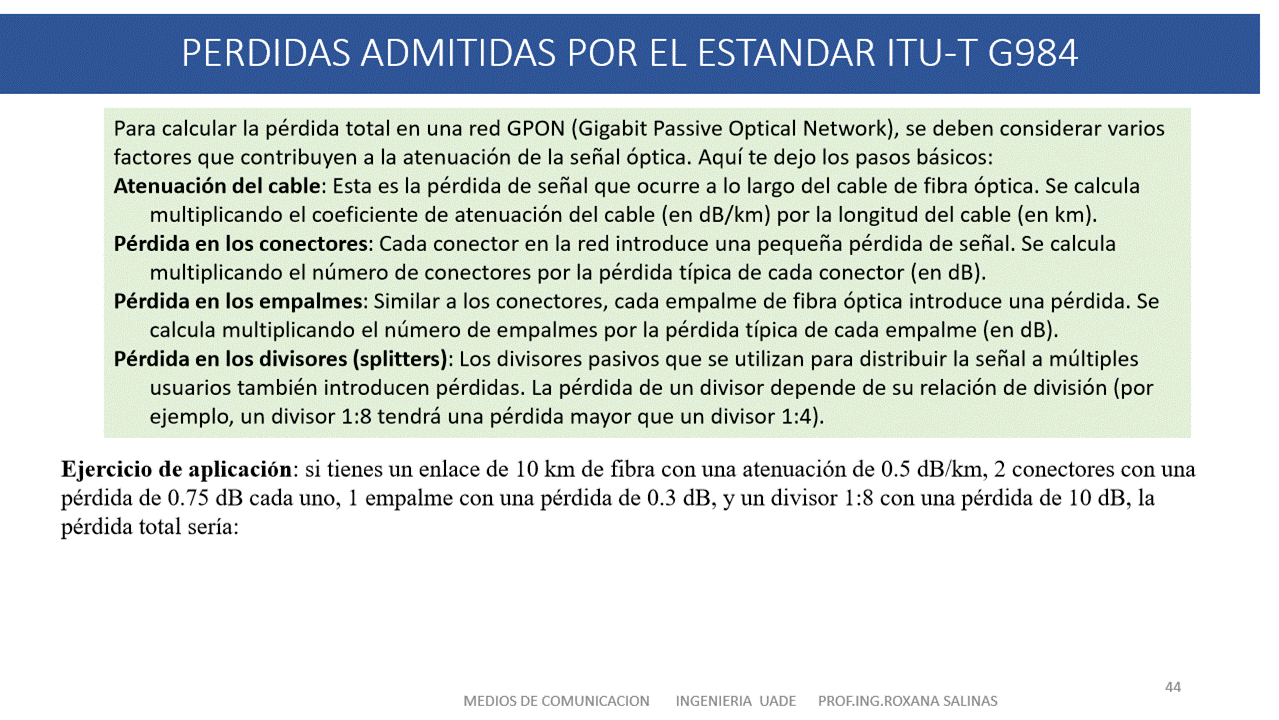 PERDIDAS ADMITIDAS POR EL ESTANDAR ITU-T G984
Para calcular la pérdida total en una red GPON (Gigabit Passive Optical Network), se deben considerar varios
factores que contribuyen a la atenuación de la señal óptica. Aquí te dejo los pasos básicos:
Atenuación del cable: Esta es la pérdida de señal que ocurre a lo largo del cable de fibra óptica. Se calcula
multiplicando el coeficiente de atenuación del cable (en dB/km) por la longitud del cable (en km).
Pérdida en los conectores: Cada conector en la red introduce una pequeña pérdida de señal. Se calcula
multiplicando el número de conectores por la pérdida típica de cada conector (en dB).
Pérdida en los empalmes: Similar a los conectores, cada empalme de fibra óptica introduce una pérdida. Se
calcula multiplicando el número de empalmes por la pérdida típica de cada empalme (en dB).
Pérdida en los divisores (splitters): Los divisores pasivos que se utilizan para distribuir la señal a múltiples
usuarios también introducen pérdidas. La pérdida de un divisor depende de su relación de división (por
ejemplo, un divisor 1:8 tendrá una pérdida mayor que un divisor 1:4).
Ejercicio de aplicación: si tienes un enlace de 10 km de fibra con una atenuación de 0.5 dB/km, 2 conectores con una
pérdida de 0.75 dB cada uno, 1 empalme con una pérdida de 0.3 dB, y un divisor 1:8 con una pérdida de 10 dB, la
pérdida total sería:
44
MEDIOS DE COMUNICACION INGENIERIA UADE PROF.ING.ROXANA SALINAS